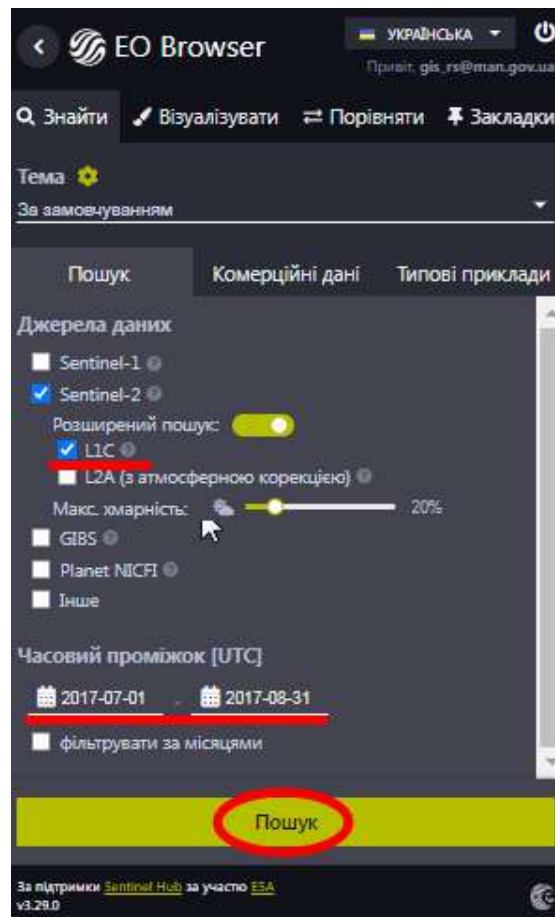 EO Browser
УКРАЇНСЬКА
Привіт, gis_rs@man.gov.ua
Знайти Візуалізувати Порівняти Закладки
Тема
За замовчуванням
Пошук Комерційні дані Типові приклади
Джерела даних
Sentinel-1
Sentinel-2
Розширений пошук:
L1C
L2A (з атмосферною корекцією)
Макс. хмарність: 20%
GIBS
Planet NICFI
Інше
Часовий проміжок [UTC]
2017-07-01 - 2017-08-31
фільтрувати за місяцями
Пошук
За підтримки Sentinel Hub за участю ESA
v3.29.0